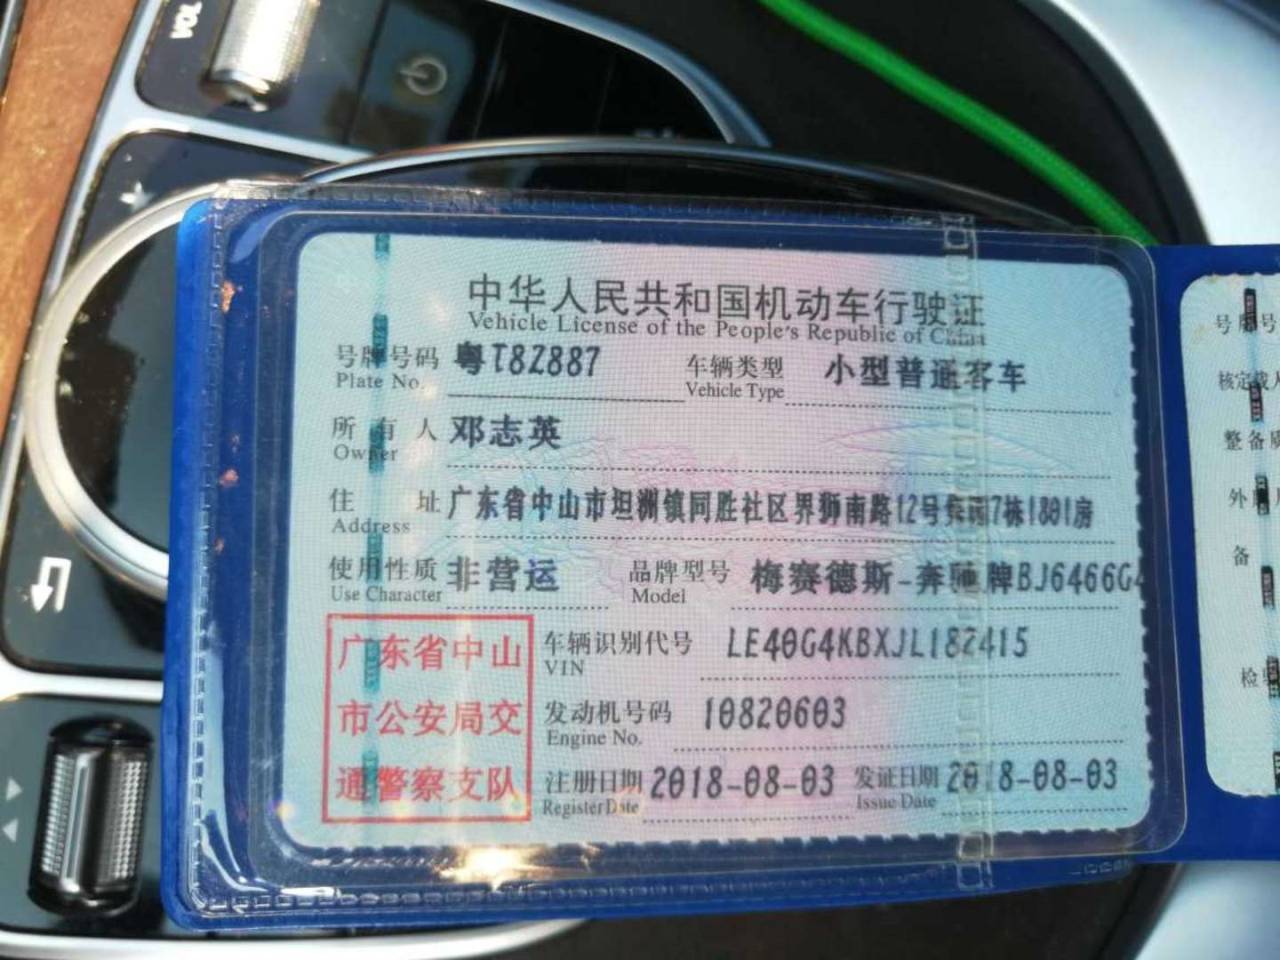 中华人民共和国机动车行驶证
Vehicle License of the People's Republic of China
号牌号码 粤T82887 车辆类型 小型普通客车
Plate No. Vehicle Type
所有人 邓志英
Owner
住址 广东省中山市坦洲镇同胜社区界狮南路12号 7栋1801房
Address
使用性质 非营运 品牌型号 梅赛德斯-奔驰牌BJ6466G
Use Character Model
广东省中山 车辆识别代号 LE40G4KBXJL182415
VIN
市公安局交 发动机号码 10820603
Engine No.
通警察支队 注册日期 2018-08-03 发证日期 2018-08-03
Register Date Issue Date
号牌号
核定载人
整备质
外
备
检验